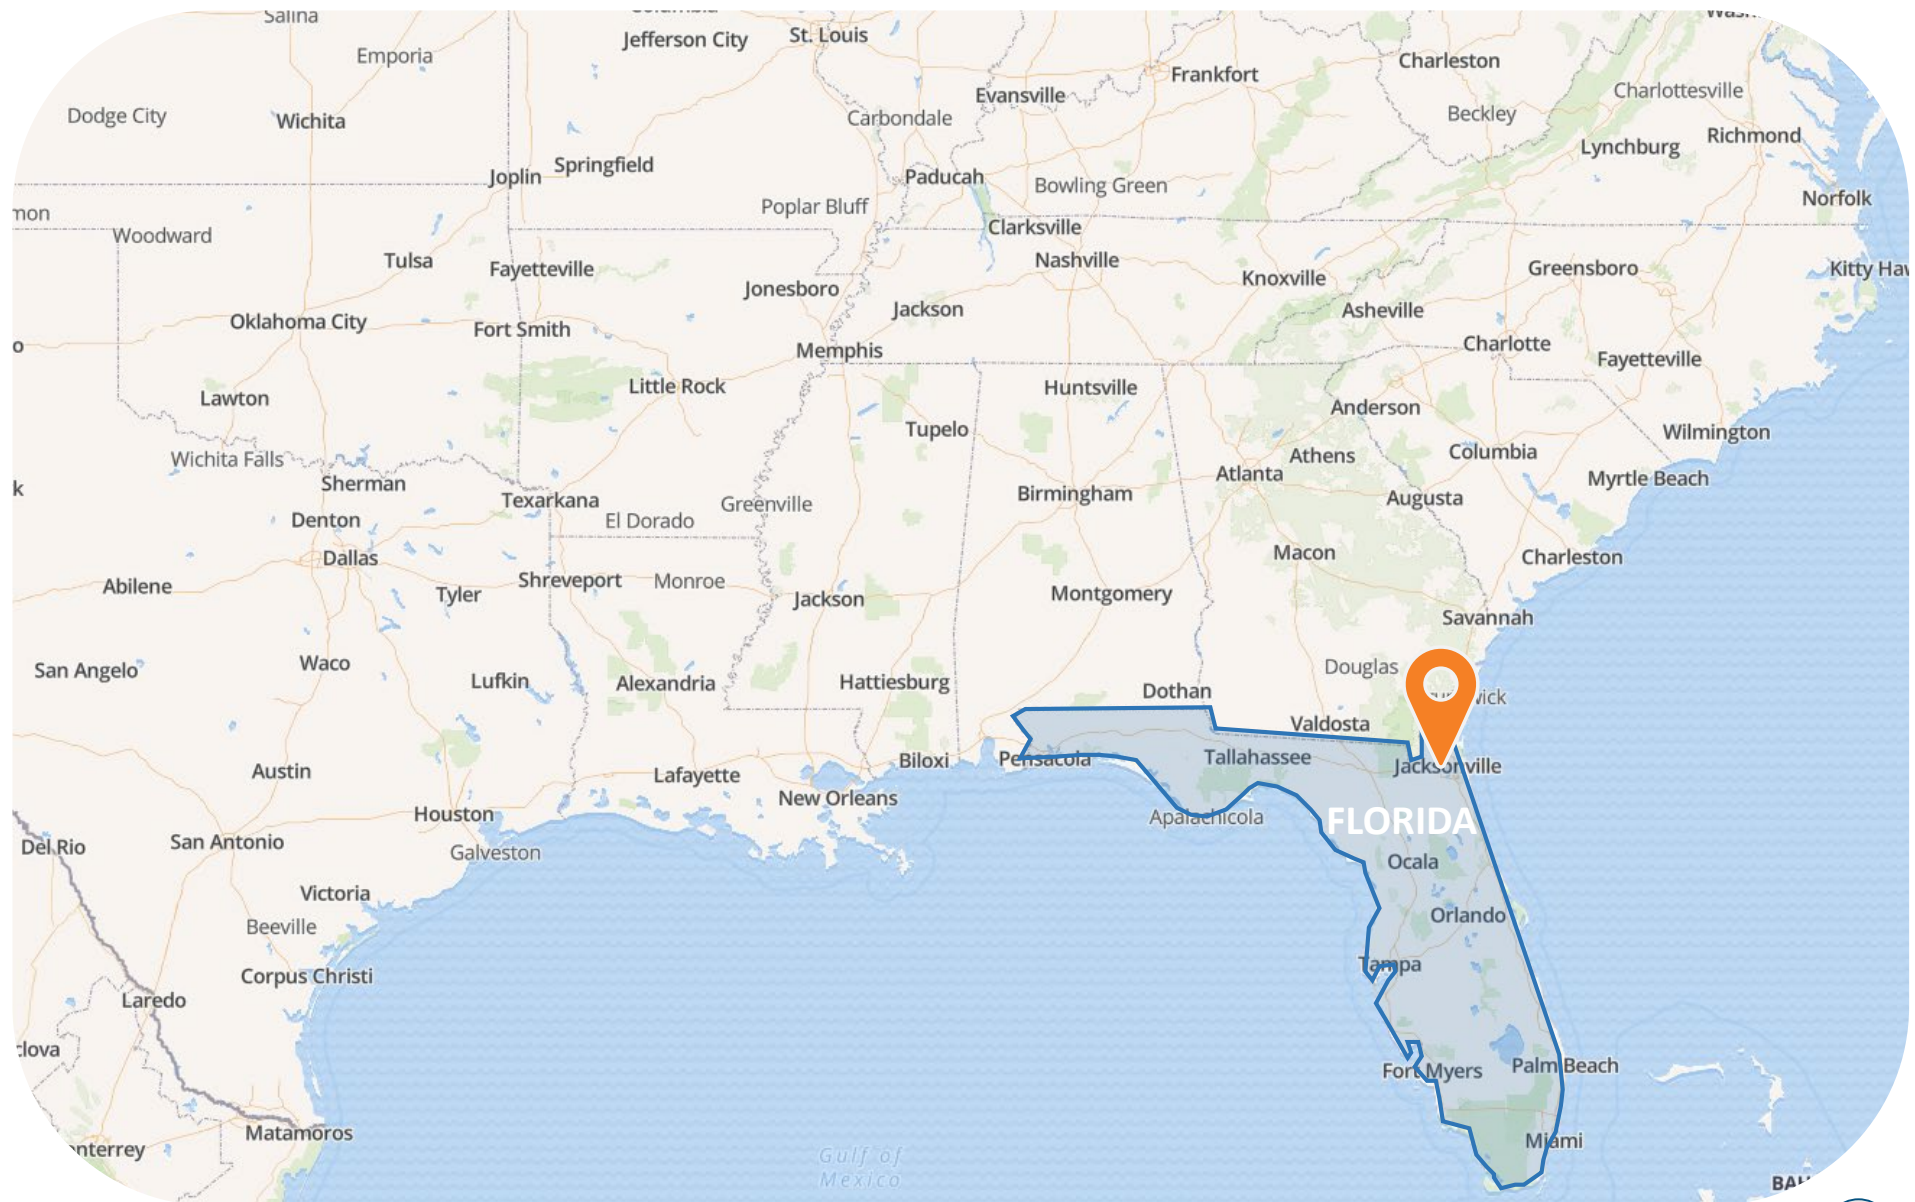 Salina
Jefferson City
St. Louis
Emporia
Frankfort
Charleston
Evansville
Charlottesville
Dodge City
Wichita
Carbondale
Beckley
Richmond
Lynchburg
Joplin
Springfield
Paducah
Bowling Green
Norfolk
Poplar Bluff
Woodward
Clarksville
Tulsa
Fayetteville
Nashville
Knoxville
Greensboro
Kitty Haw
Jonesboro
Jackson
Asheville
Oklahoma City
Fort Smith
Memphis
Charlotte
Fayetteville
Little Rock
Huntsville
Lawton
Anderson
Tupelo
Wilmington
Wichita Falls
Athens
Columbia
Sherman
Atlanta
Myrtle Beach
Texarkana
Greenville
Birmingham
Augusta
Denton
El Dorado
Dallas
Macon
Charleston
Abilene
Tyler
Shreveport
Monroe
Jackson
Montgomery
Savannah
San Angelo
Waco
Lufkin
Alexandria
Hattiesburg
Dothan
Douglas
Valdosta
Austin
Lafayette
Biloxi
Pensacola
Tallahassee
Jacksonville
New Orleans
Houston
Apalachicola
FLORIDA
Del Rio
San Antonio
Galveston
Ocala
Victoria
Beeville
Orlando
Corpus Christi
Tampa
Laredo
clova
Fort Myers
Palm Beach
Matamoros
Miami
onterrey
Gulf of
Mexico